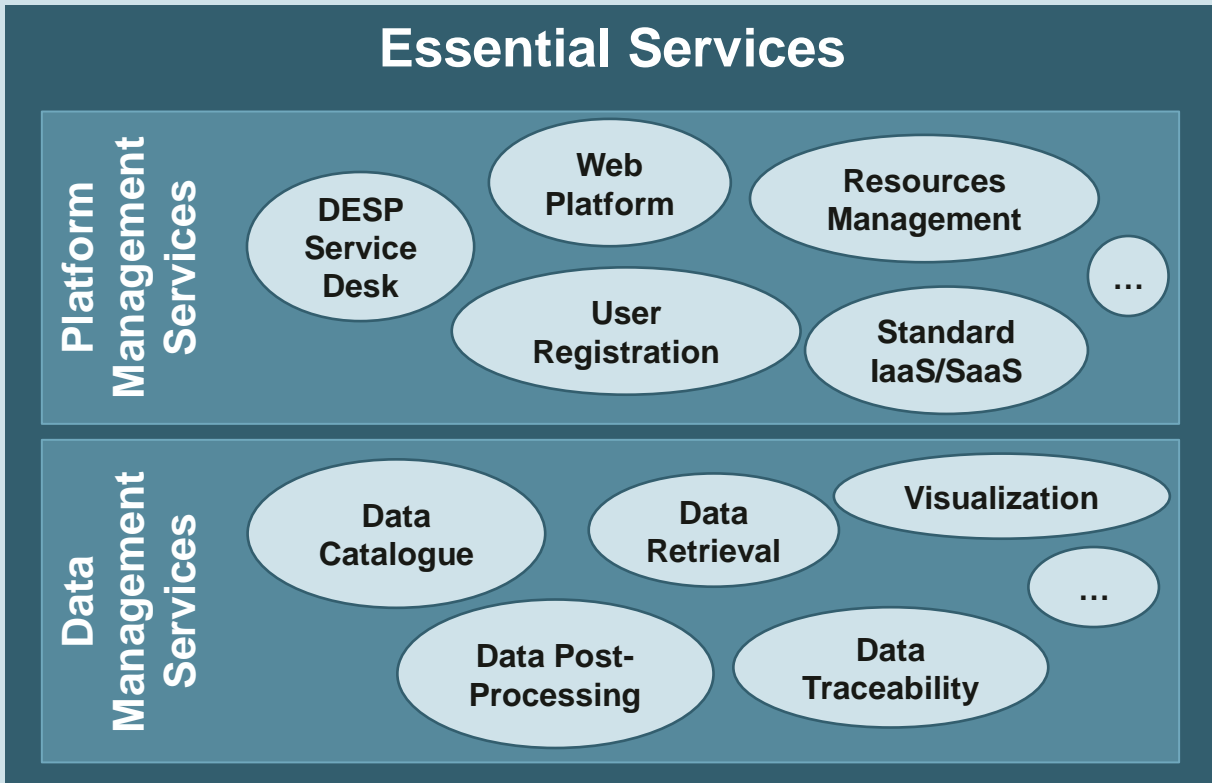 Essential Services
Platform
Management
Services
DESP
Service
Desk
Web
Platform
Resources
Management
User
Registration
Standard
IaaS/SaaS
...
Data
Management
Services
Data
Catalogue
Data
Retrieval
Visualization
...
Data Post-
Processing
Data
Traceability